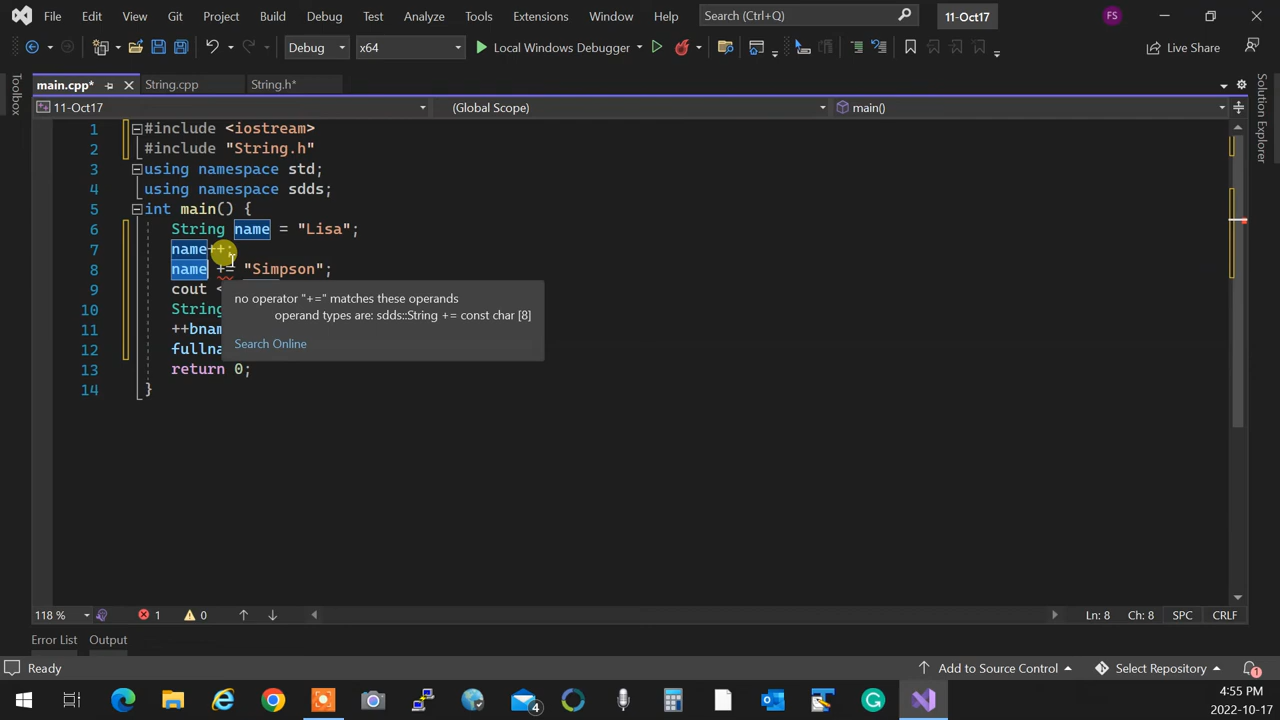 File Edit View Git Project Build Debug Test Analyze Tools Extensions Window Help Search (Ctrl+Q) 11-Oct17 FS
Debug x64 Local Windows Debugger Live Share
main.cpp* String.cpp String.h*
11-Oct17 (Global Scope) main()
Toolbox
Solution Explorer
1 #include <iostream>
2 #include "String.h"
3 using namespace std;
4 using namespace sdds;
5 int main() {
6 String name = "Lisa";
7 name++;
8 name += "Simpson";
9 cout <
no operator "+=" matches these operands
10 String
operand types are: sdds::String += const char [8]
11 ++bnam
Search Online
12 fullna
13 return 0;
14 }
118 % 1 0 Ln: 8 Ch: 8 SPC CRLF
Error List Output
Ready Add to Source Control Select Repository 1
4 4:55 PM
2022-10-17